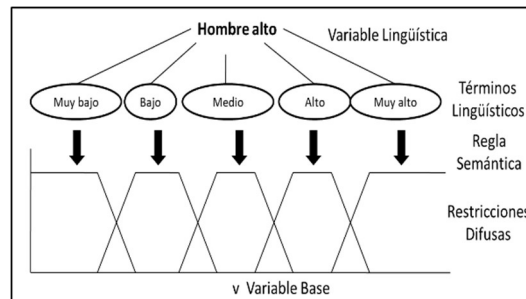 Hombre alto
Variable Lingüística
Muy bajo
Bajo
Medio
Alto
Muy alto
Términos
Lingüísticos
Regla
Semántica
Restricciones
Difusas
v Variable Base